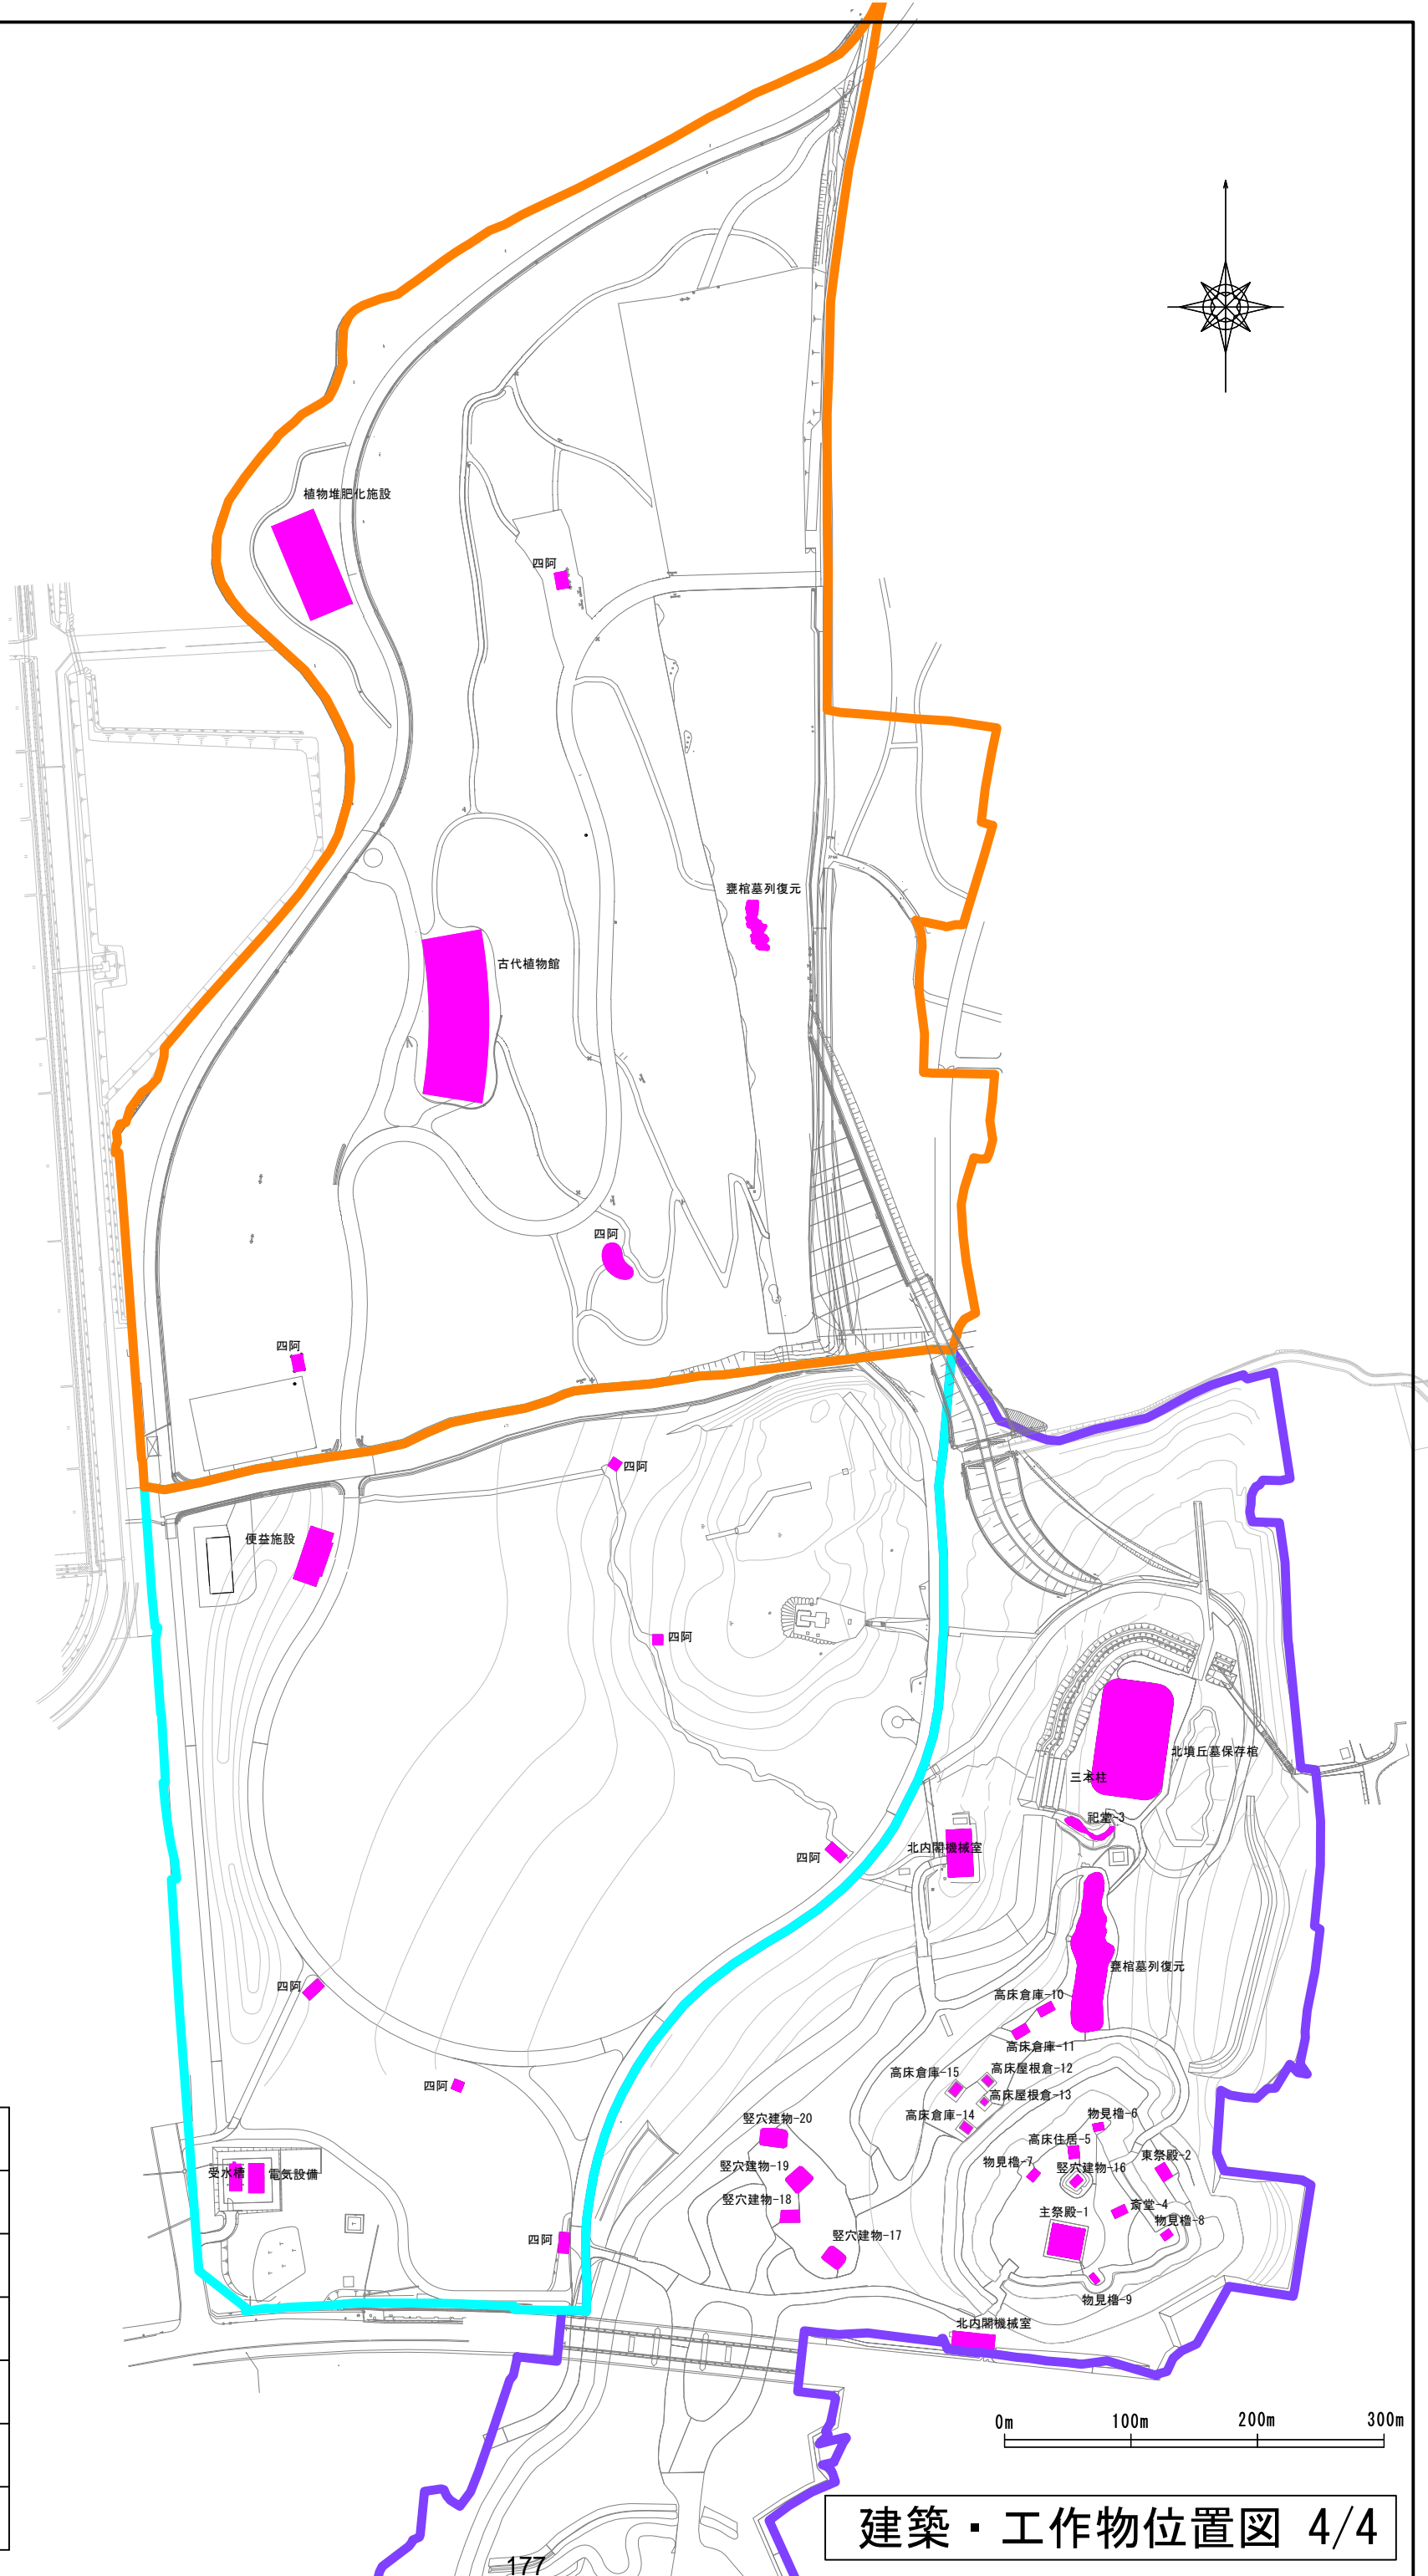 植物堆肥化施設
四阿
甕棺墓列復元
古代植物館
四阿
四阿
四阿
便益施設
四阿
北墳丘墓保存棺
三本柱
祀堂-3
北内閣機械室
四阿
甕棺墓列復元
四阿
高床倉庫-10
高床倉庫-11
高床倉庫-15
高床屋根倉-12
高床屋根倉-13
四阿
高床倉庫-14
物見櫓-6
竪穴建物-20
高床住居-5
東祭殿-2
物見櫓-7
竪穴建物-16
竪穴建物-19
受水槽
電気設備
竪穴建物-18
主祭殿-1
斎堂-4
物見櫓-8
竪穴建物-17
四阿
物見櫓-9
北内閣機械室
0m 100m 200m 300m
建築・工作物位置図 4/4
177